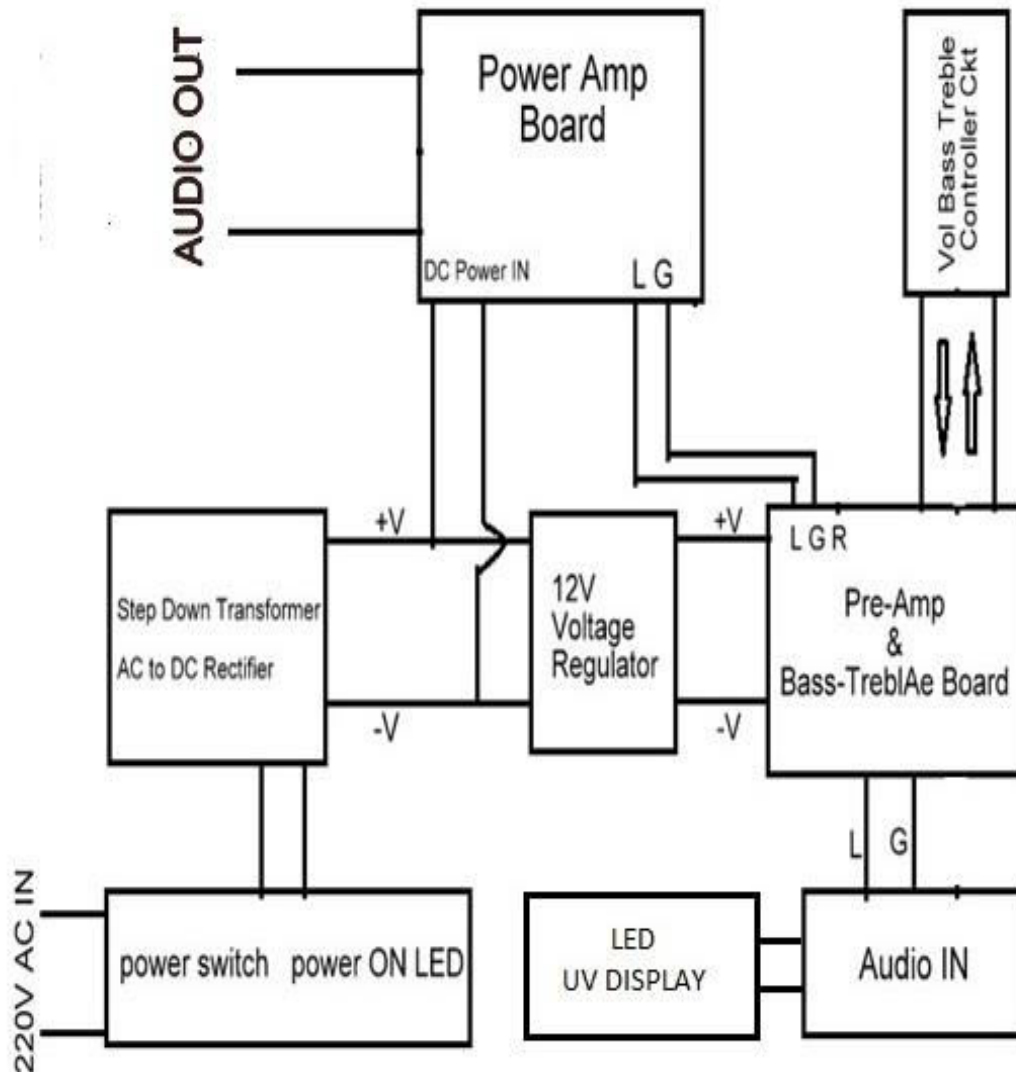 AUDIO OUT
Power Amp
Board
DC Power IN
L G
Vol Bass Treble
Controller Ckt
+V
+V
L G R
Step Down Transformer
AC to DC Rectifier
12V
Voltage
Regulator
Pre-Amp
&
Bass-TreblAe Board
-V
-V
L
G
220V AC IN
power switch
power ON LED
LED
UV DISPLAY
Audio IN